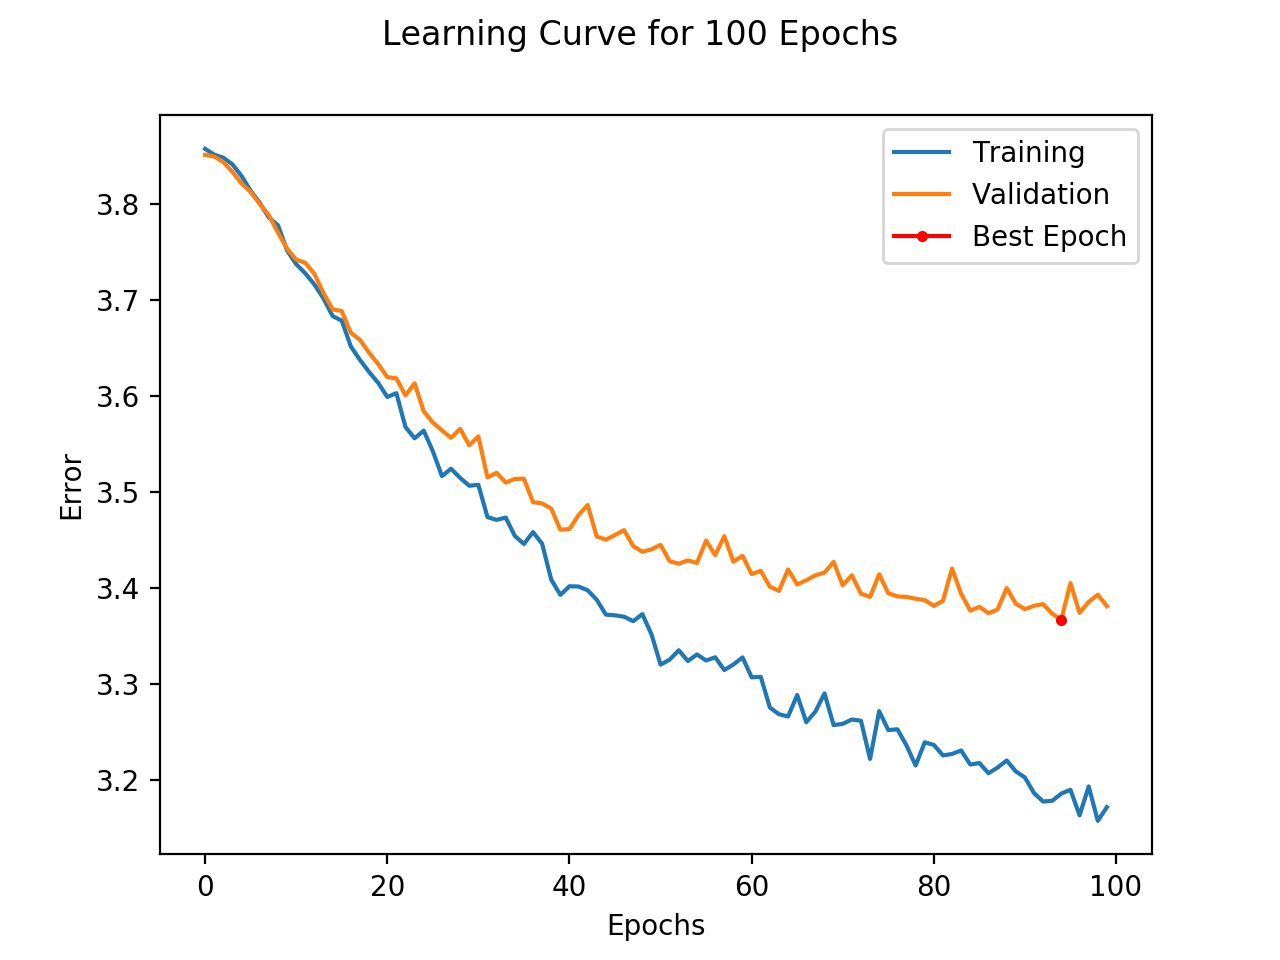 Learning Curve for 100 Epochs
Training
Validation
Best Epoch
3.8
3.7
3.6
3.5
3.4
3.3
3.2
Error
0 20 40 60 80 100
Epochs